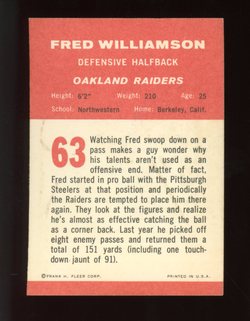 FRED WILLIAMSON
DEFENSIVE HALFBACK
OAKLAND RAIDERS
Height: 6'2" Weight: 210 Age: 25
School: Northwestern Home: Berkeley, Calif.
63
Watching Fred swoop down on a
pass makes a guy wonder why
his talents aren't used as an
offensive end. Matter of fact,
Fred started in pro ball with the Pittsburgh
Steelers at that position and periodically
the Raiders are tempted to place him there
again. They look at the figures and realize
he's almost as effective catching the ball
as a corner back. Last year he picked off
eight enemy passes and returned them a
total of 151 yards (including one touch-
down jaunt of 91).
©FRANK H. FLEER CORP. PRINTED IN U.S.A.